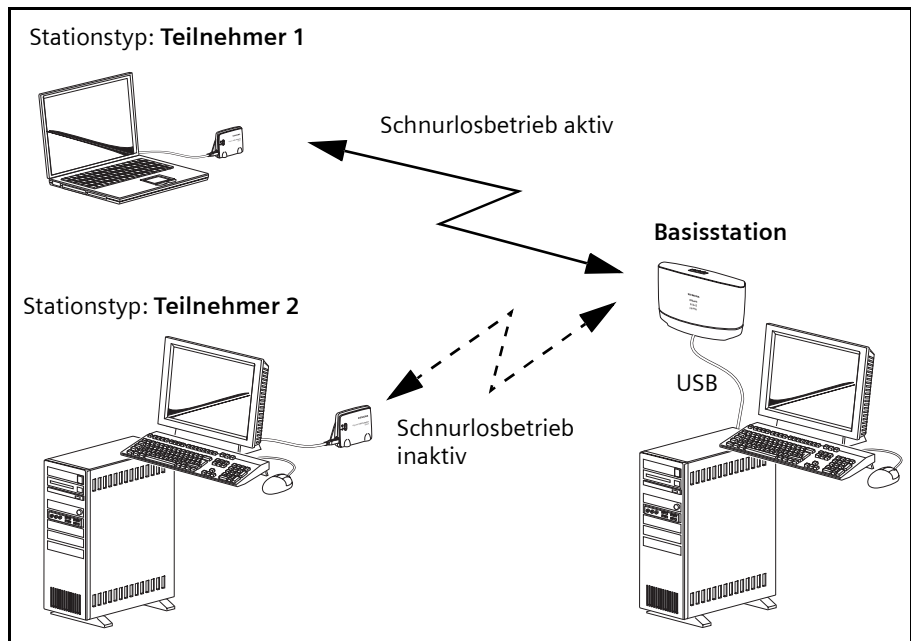 Stationstyp: Teilnehmer 1
Schnurlosbetrieb aktiv
Basisstation
Stationstyp: Teilnehmer 2
USB
Schnurlosbetrieb
inaktiv